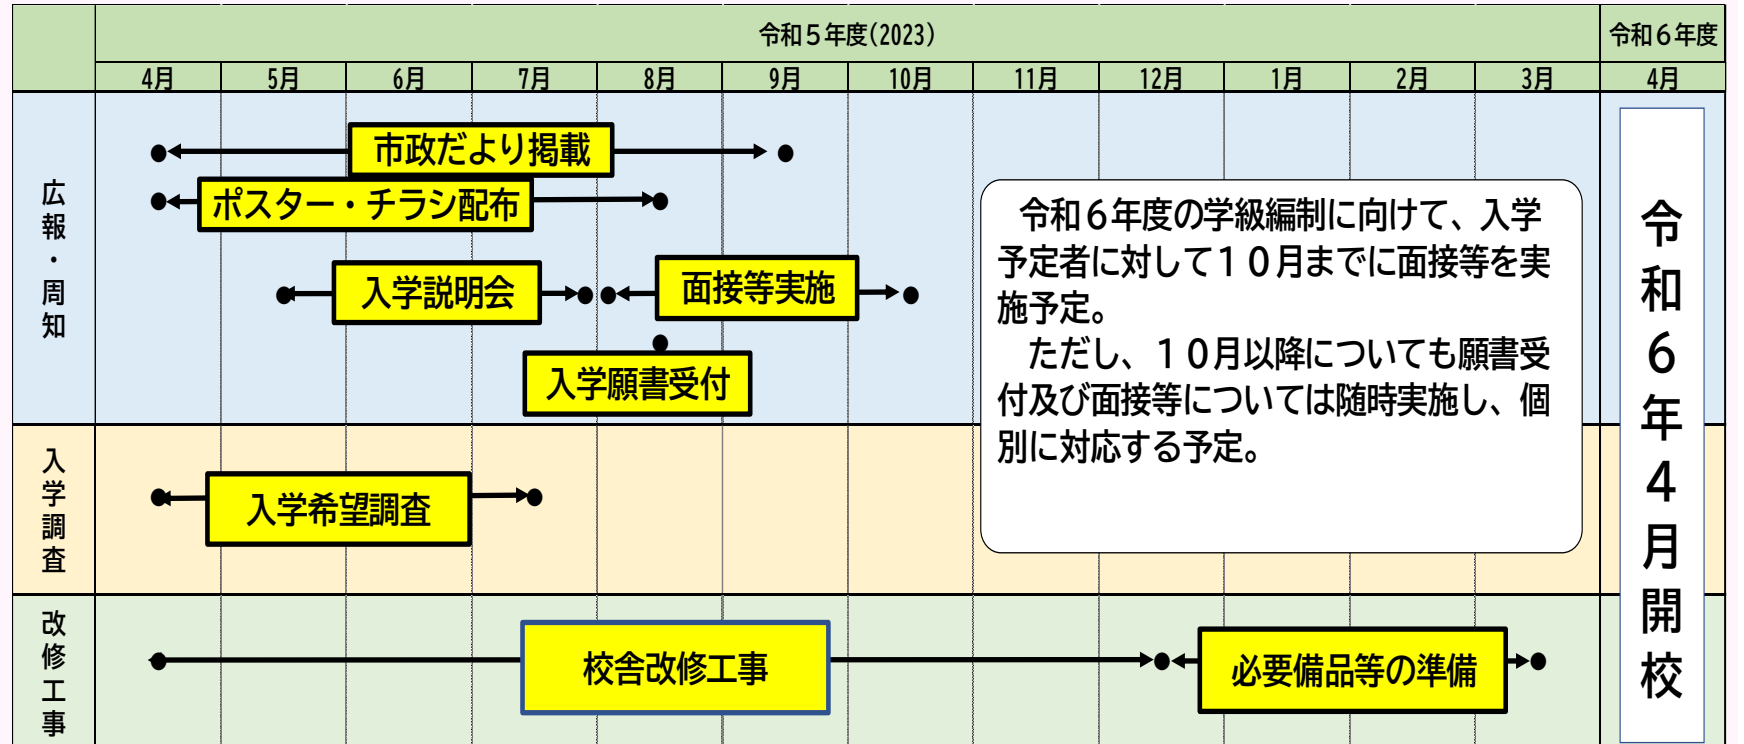 令和５年度(2023)
令和６年度
4月 5月 6月 7月 8月 9月 10月 11月 12月 1月 2月 3月 4月
広報・周知
市政だより掲載
ポスター・チラシ配布
入学説明会
面接等実施
入学願書受付
令和６年度の学級編制に向けて、入学
予定者に対して１０月までに面接等を実
施予定。
ただし、１０月以降についても願書受
付及び面接等については随時実施し、個
別に対応する予定。
入学調査
入学希望調査
改修工事
校舎改修工事
必要備品等の準備
令和６年４月開校